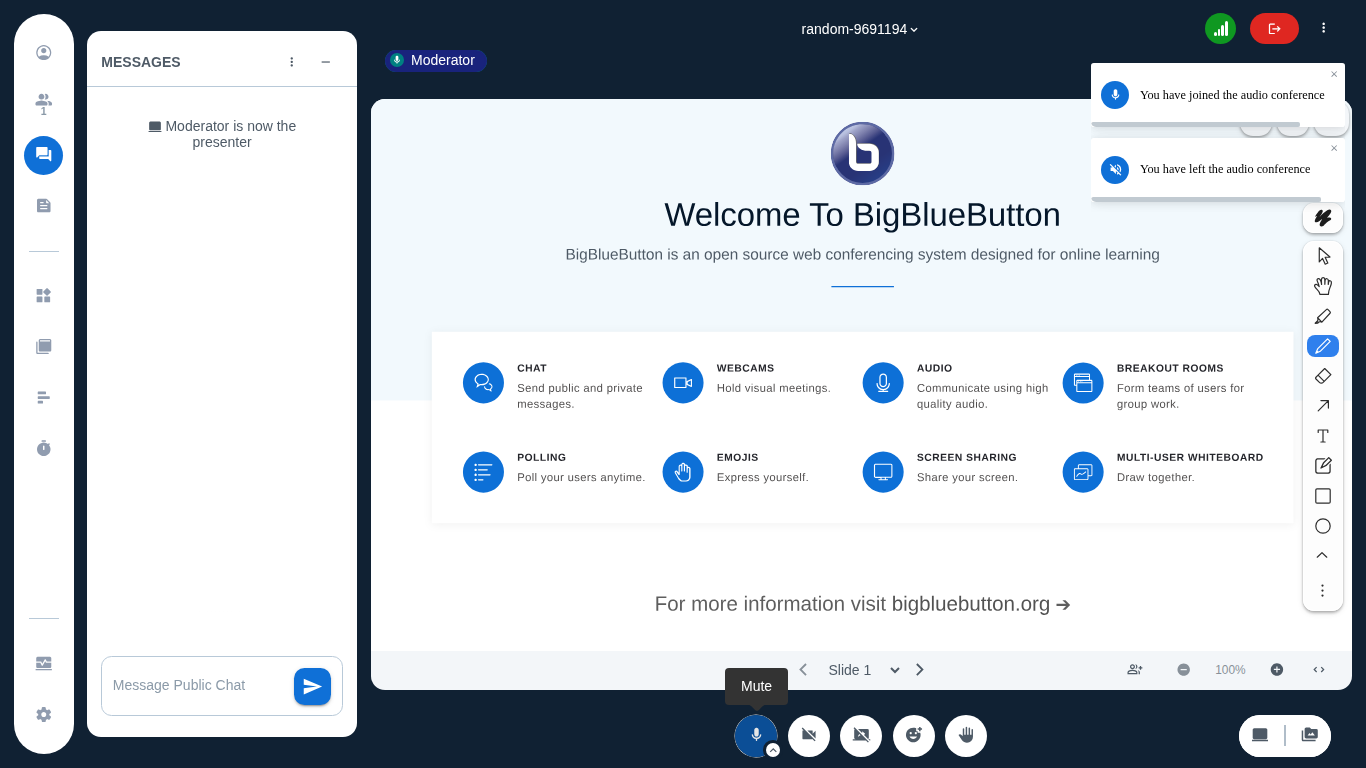 random-9691194
MESSAGES
Moderator
1
You have joined the audio conference
Moderator is now the
presenter
You have left the audio conference
Welcome To BigBlueButton
BigBlueButton is an open source web conferencing system designed for online learning
CHAT
Send public and private
messages.
WEBCAMS
Hold visual meetings.
AUDIO
Communicate using high
quality audio.
BREAKOUT ROOMS
Form teams of users for
group work.
POLLING
Poll your users anytime.
EMOJIS
Express yourself.
SCREEN SHARING
Share your screen.
MULTI-USER WHITEBOARD
Draw together.
For more information visit bigbluebutton.org ➔
Slide 1
100%
Message Public Chat
Mute